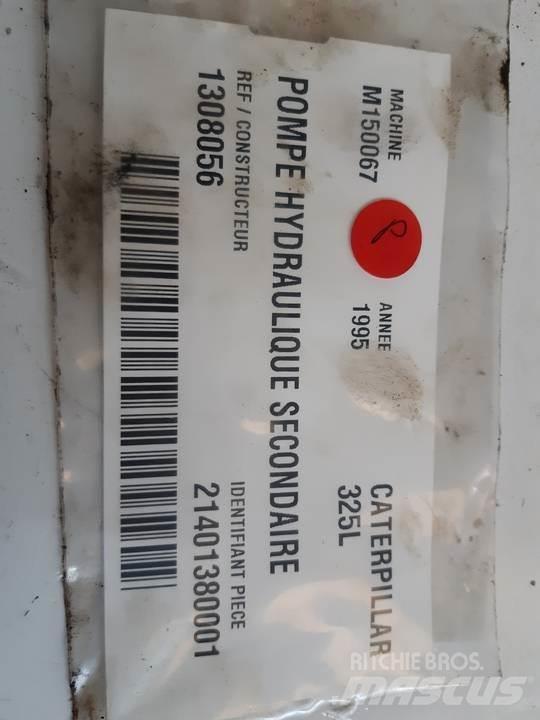 MACHINE
M150067
P
ANNEE
1995
CATERPILLAR
325L
POMPE HYDRAULIQUE SECONDAIRE
REF / CONSTRUCTEUR
1308056
IDENTIFIANT PIECE
21401380001
RITCHIE BROS.
MASCUS